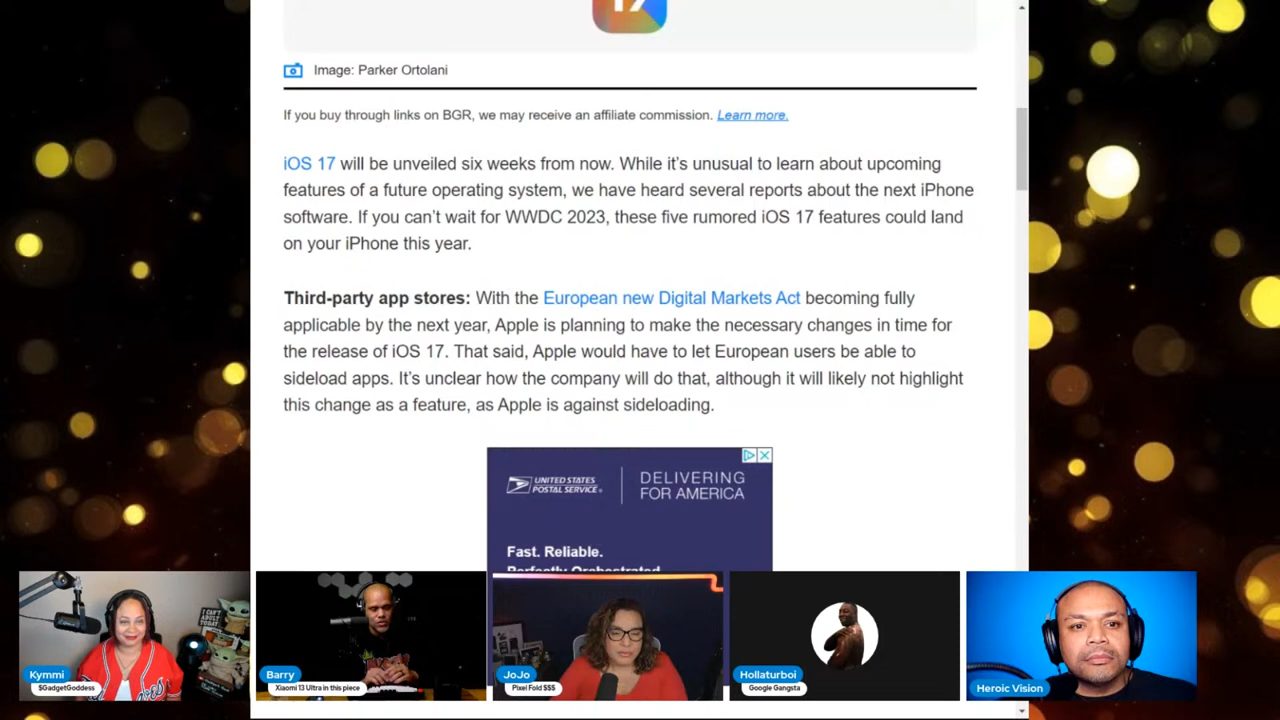 17
Image: Parker Ortolani
If you buy through links on BGR, we may receive an affiliate commission. Learn more.
iOS 17 will be unveiled six weeks from now. While it’s unusual to learn about upcoming
features of a future operating system, we have heard several reports about the next iPhone
software. If you can’t wait for WWDC 2023, these five rumored iOS 17 features could land
on your iPhone this year.
Third-party app stores: With the European new Digital Markets Act becoming fully
applicable by the next year, Apple is planning to make the necessary changes in time for
the release of iOS 17. That said, Apple would have to let European users be able to
sideload apps. It’s unclear how the company will do that, although it will likely not highlight
this change as a feature, as Apple is against sideloading.
UNITED STATES
POSTAL SERVICE
DELIVERING
FOR AMERICA
Fast. Reliable.
Perfectly Orchestrated
I CAN'T
ADULT
TODAY
Kymmi
$GadgetGoddess
Barry
Xiaomi 13 Ultra in this piece
JoJo
Pixel Fold $$$
Hollaturboi
Google Gangsta
Heroic Vision